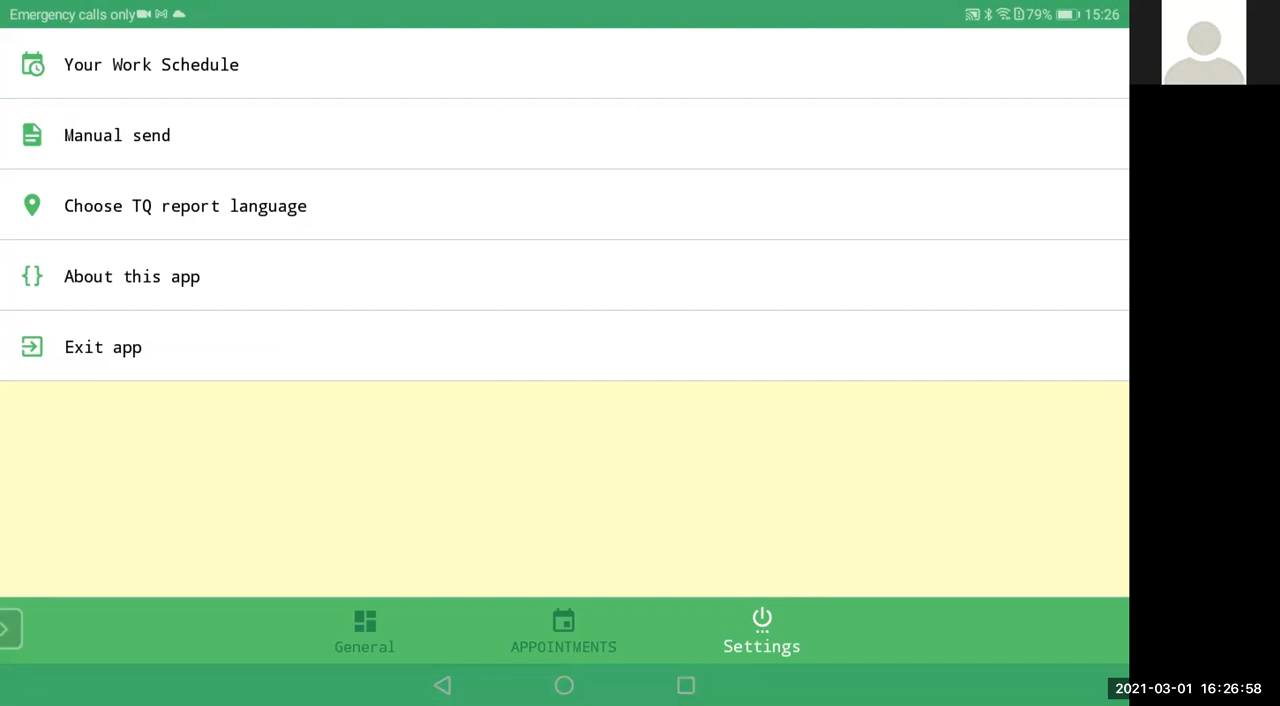 Emergency calls only 79% 15:26
Your Work Schedule
Manual send
Choose TQ report language
About this app
Exit app
General APPOINTMENTS Settings
2021-03-01 16:26:58